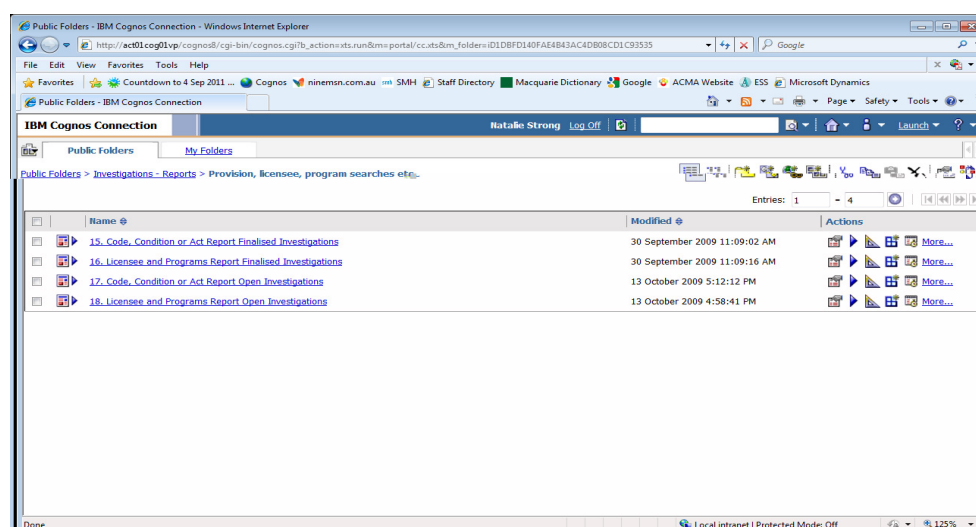 Public Folders - IBM Cognos Connection - Windows Internet Explorer
http://act01cog01vp/cognos8/cgi-bin/cognos.cgi?b_action=xts.run&m=portal/cc.xts&m_folder=iD1DBFD140FAE4B43AC4DB08CD1C93535
Google
File Edit View Favorites Tools Help
Favorites Countdown to 4 Sep 2011 ... Cognos ninemsn.com.au SMH Staff Directory Macquarie Dictionary Google ACMA Website ESS Microsoft Dynamics
Public Folders - IBM Cognos Connection Page Safety Tools
IBM Cognos Connection Natalie Strong Log Off Launch ?
Public Folders My Folders
Public Folders > Investigations - Reports > Provision, licensee, program searches etc.
Entries: 1 - 4
Name Modified Actions
15. Code, Condition or Act Report Finalised Investigations 30 September 2009 11:09:02 AM More...
16. Licensee and Programs Report Finalised Investigations 30 September 2009 11:09:16 AM More...
17. Code, Condition or Act Report Open Investigations 13 October 2009 5:12:12 PM More...
18. Licensee and Programs Report Open Investigations 13 October 2009 4:58:41 PM More...
Done Local intranet | Protected Mode: Off 125%